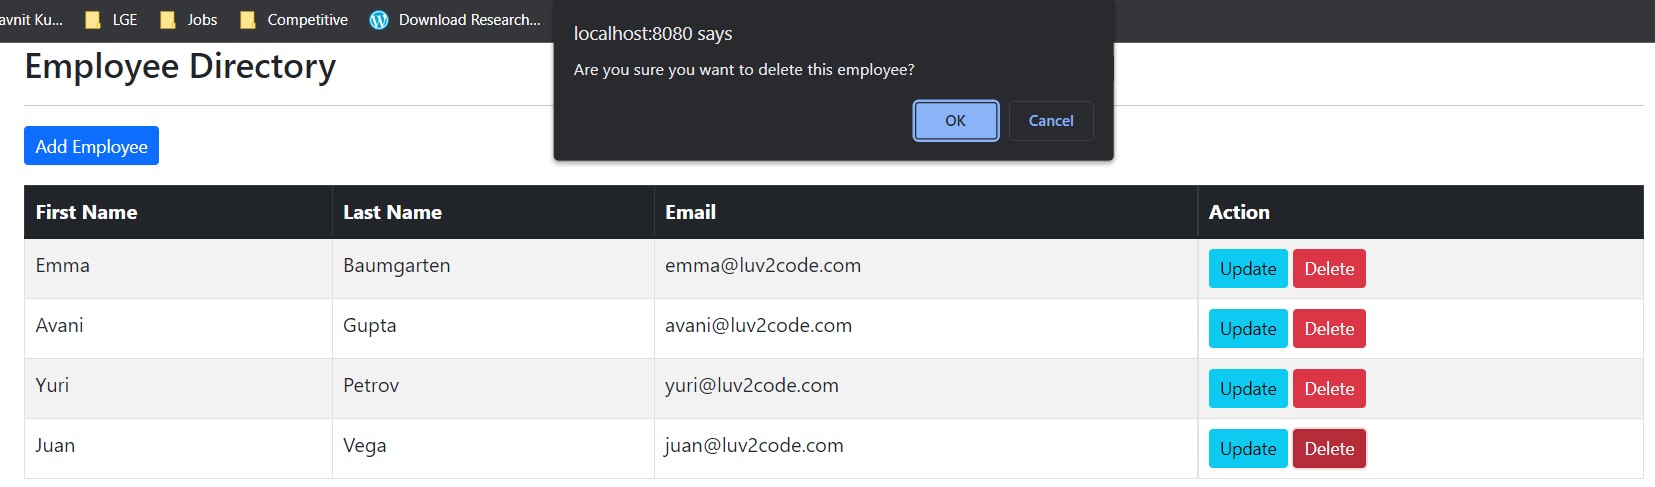 avnit Ku... LGE Jobs Competitive Download Research...
localhost:8080 says
Are you sure you want to delete this employee?
OK Cancel
Employee Directory
Add Employee
First Name Last Name Email Action
Emma Baumgarten emma@luv2code.com Update Delete
Avani Gupta avani@luv2code.com Update Delete
Yuri Petrov yuri@luv2code.com Update Delete
Juan Vega juan@luv2code.com Update Delete